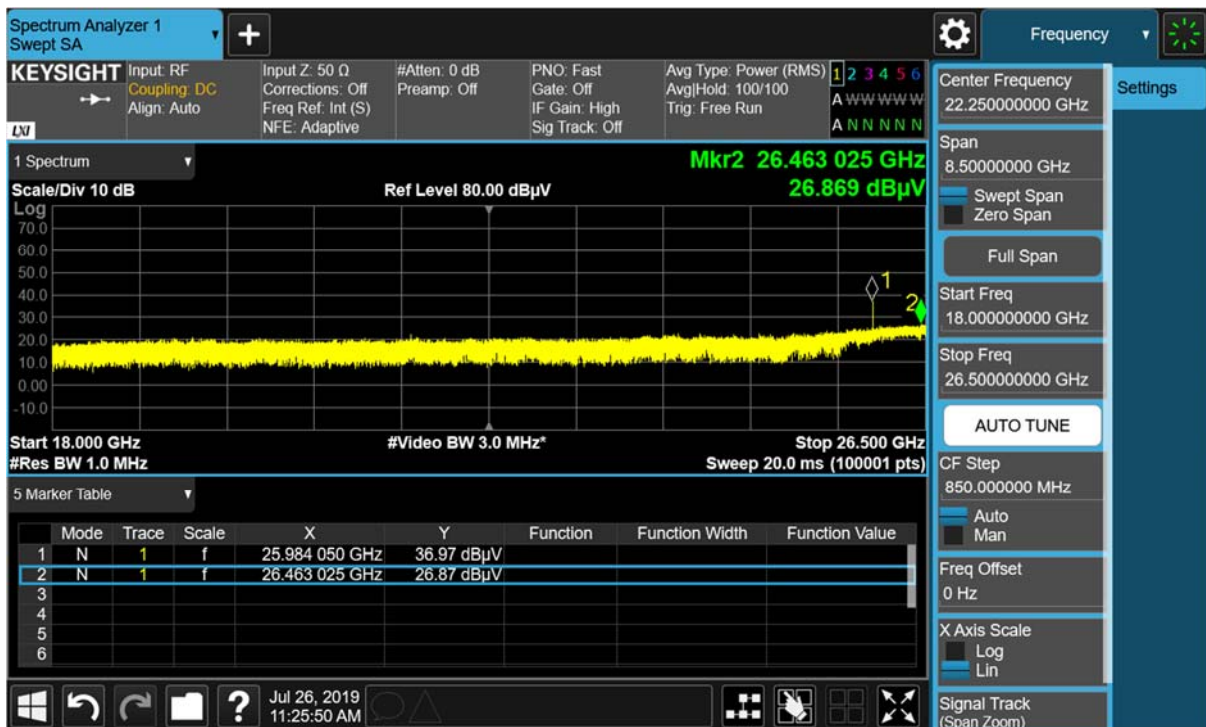 Spectrum Analyzer 1
Swept SA
+
Frequency
KEYSIGHT
LXI
Input: RF
Coupling: DC
Align: Auto
Input Z: 50 Ω
Corrections: Off
Freq Ref: Int (S)
NFE: Adaptive
#Atten: 0 dB
Preamp: Off
PNO: Fast
Gate: Off
IF Gain: High
Sig Track: Off
Avg Type: Power (RMS)
Avg|Hold: 100/100
Trig: Free Run
1 2 3 4 5 6
A W W W W W
A N N N N N
1 Spectrum
Mkr2 26.463 025 GHz
26.869 dBµV
Scale/Div 10 dB
Ref Level 80.00 dBµV
Log
70.0
60.0
50.0
40.0
30.0
20.0
10.0
0.00
-10.0
1
2
Start 18.000 GHz
#Video BW 3.0 MHz*
Stop 26.500 GHz
#Res BW 1.0 MHz
Sweep 20.0 ms (100001 pts)
5 Marker Table
Mode Trace Scale X Y Function Function Width Function Value
1 N 1 f 25.984 050 GHz 36.97 dBµV
2 N 1 f 26.463 025 GHz 26.87 dBµV
3
4
5
6
?
Jul 26, 2019
11:25:50 AM
Center Frequency
22.250000000 GHz
Span
8.50000000 GHz
Swept Span
Zero Span
Full Span
Start Freq
18.000000000 GHz
Stop Freq
26.500000000 GHz
AUTO TUNE
CF Step
850.000000 MHz
Auto
Man
Freq Offset
0 Hz
X Axis Scale
Log
Lin
Signal Track
(Span Zoom)
Settings